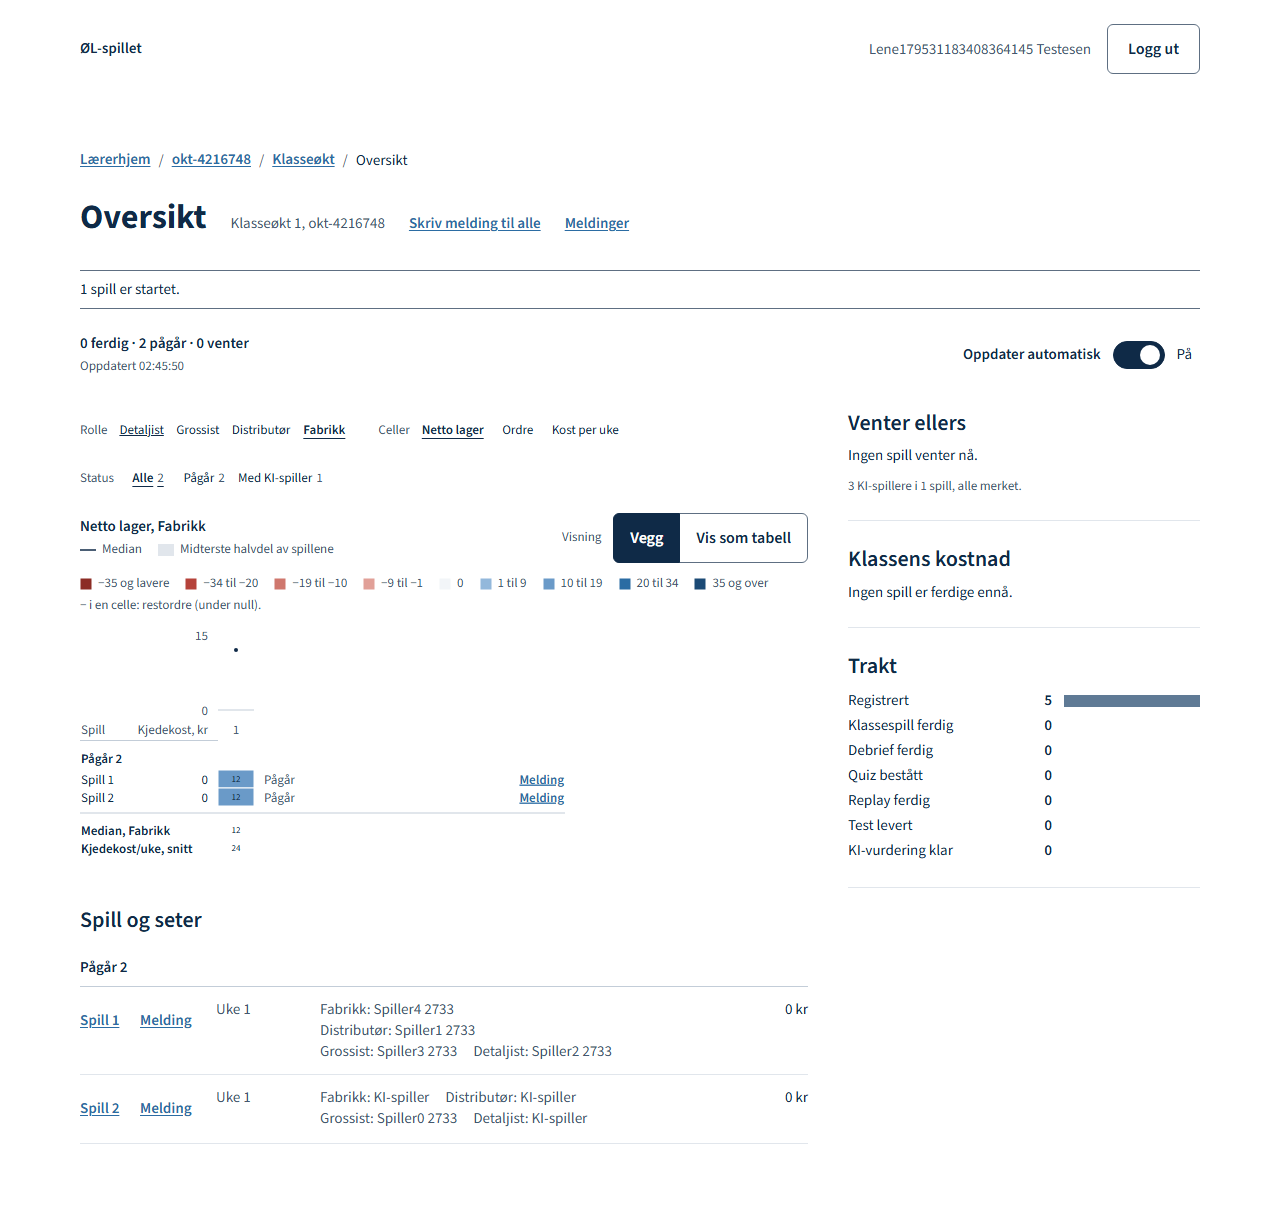 ØL-spillet
Lene179531183408364145 Testesen
Logg ut
Lærerhjem / okt-4216748 / Klasseøkt / Oversikt
Oversikt Klasseøkt 1, okt-4216748 Skriv melding til alle Meldinger
1 spill er startet.
0 ferdig · 2 pågår · 0 venter
Oppdatert 02:45:50
Oppdater automatisk På
Rolle Detaljist Grossist Distributør Fabrikk Celler Netto lager Ordre Kost per uke
Status Alle 2 Pågår 2 Med KI-spiller 1
Netto lager, Fabrikk
Median Midterste halvdel av spillene
Visning Vegg Vis som tabell
−35 og lavere −34 til −20 −19 til −10 −9 til −1 0 1 til 9 10 til 19 20 til 34 35 og over
− i en celle: restordre (under null).
15
0
Spill Kjedekost, kr 1
Pågår 2
Spill 1 0 12 Pågår Melding
Spill 2 0 12 Pågår Melding
Median, Fabrikk 12
Kjedekost/uke, snitt 24
Venter ellers
Ingen spill venter nå.
3 KI-spillere i 1 spill, alle merket.
Klassens kostnad
Ingen spill er ferdige ennå.
Trakt
Registrert 5
Klassespill ferdig 0
Debrief ferdig 0
Quiz bestått 0
Replay ferdig 0
Test levert 0
KI-vurdering klar 0
Spill og seter
Pågår 2
Spill 1 Melding Uke 1 Fabrikk: Spiller4 2733 0 kr
Distributør: Spiller1 2733
Grossist: Spiller3 2733 Detaljist: Spiller2 2733
Spill 2 Melding Uke 1 Fabrikk: KI-spiller Distributør: KI-spiller 0 kr
Grossist: Spiller0 2733 Detaljist: KI-spiller